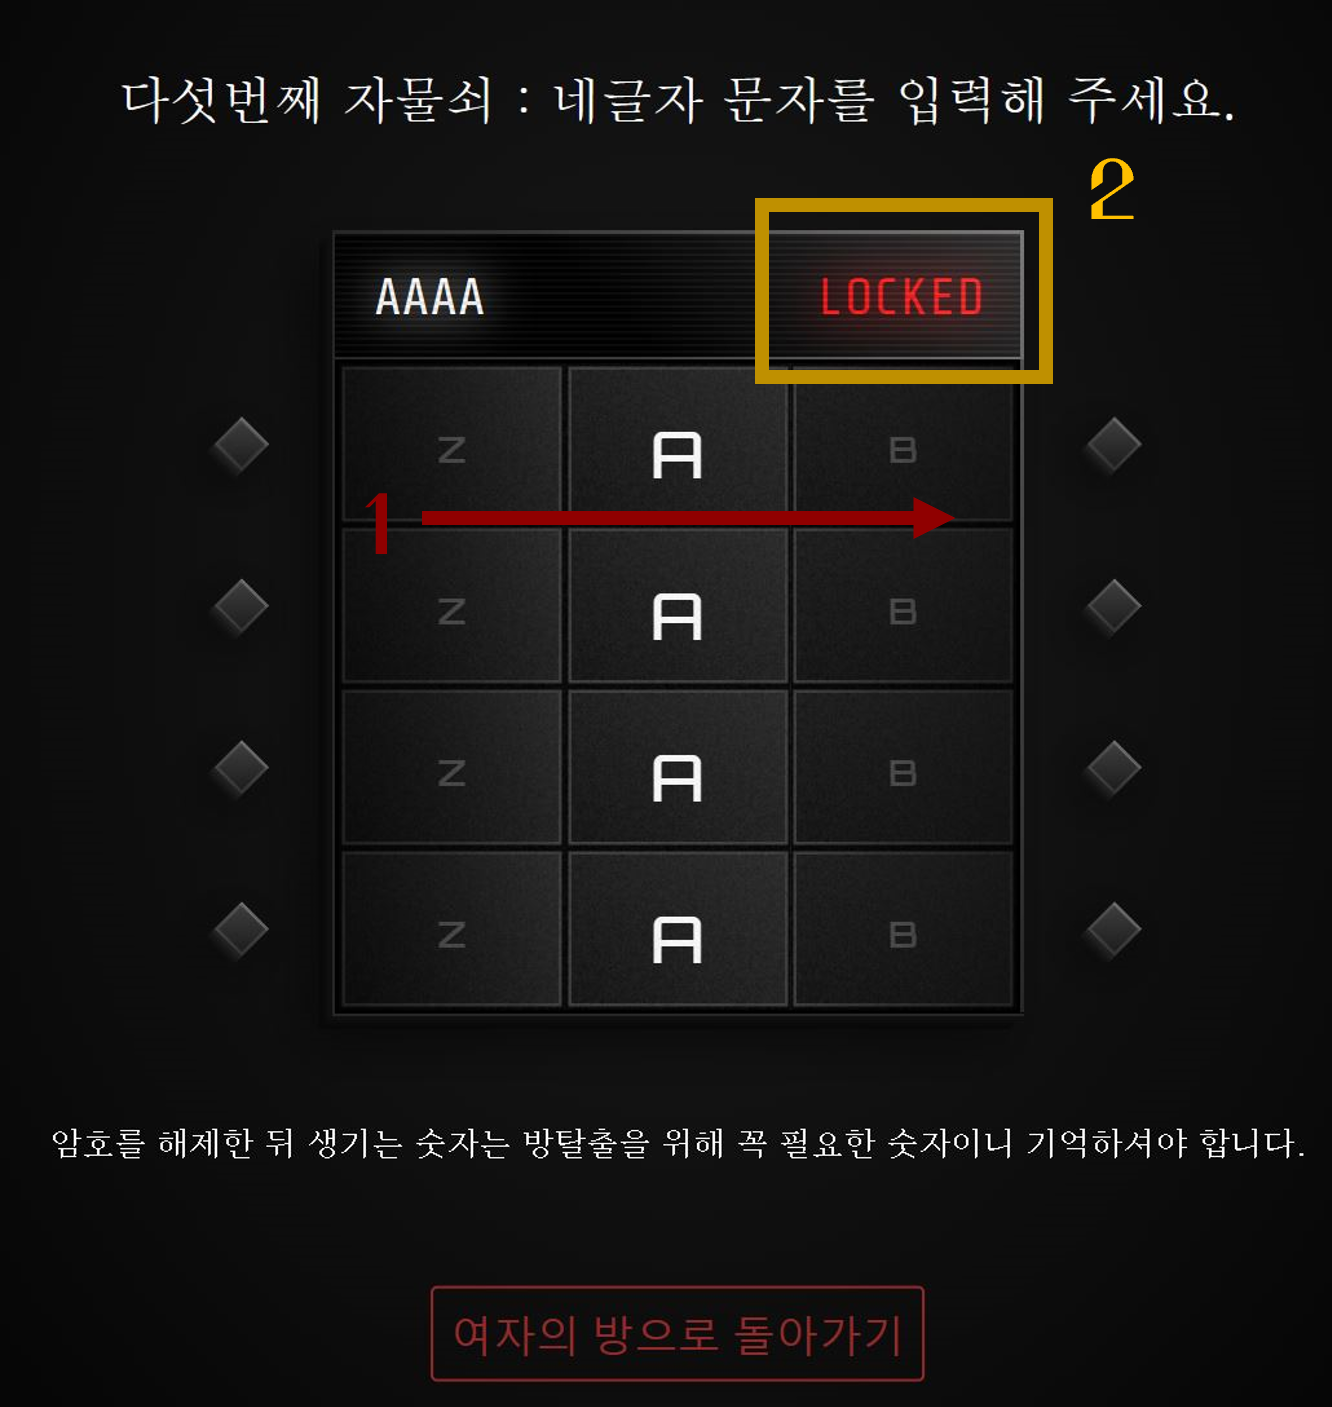 다섯번째 자물쇠 : 네글자 문자를 입력해 주세요.
2
AAAA LOCKED
Z A B
1
Z A B
Z A B
Z A B
암호를 해제한 뒤 생기는 숫자는 방탈출을 위해 꼭 필요한 숫자이니 기억하셔야 합니다.
여자의 방으로 돌아가기